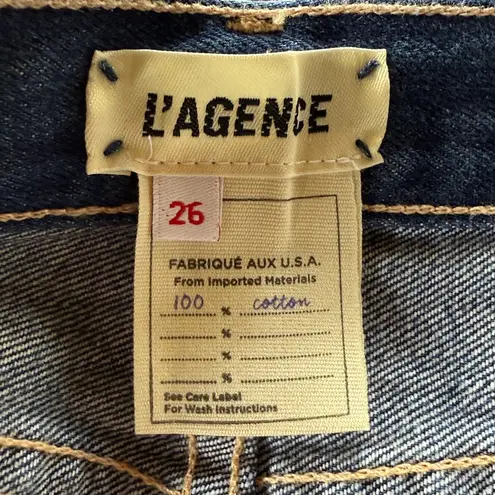 L'AGENCE
26
FABRIQUÉ AUX U.S.A.
From Imported Materials
100 % cotton
%
%
%
See Care Label
For Wash Instructions